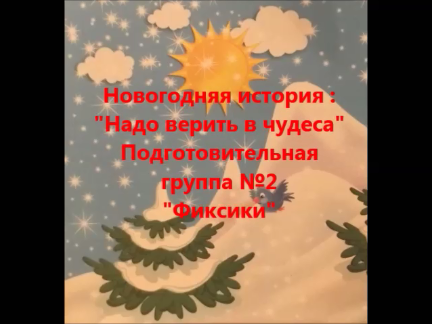 Новогодняя история :
"Надо верить в чудеса"
Подготовительная
группа №2
"Фиксики"